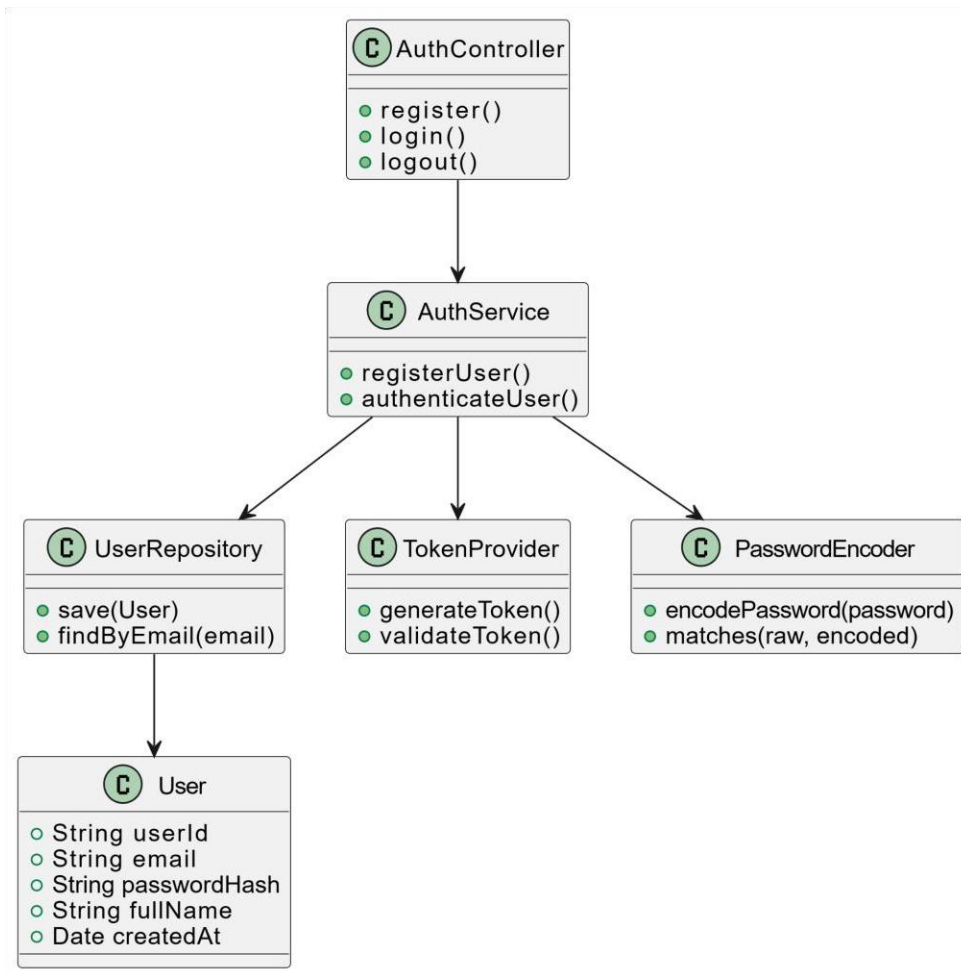 C AuthController
register()
login()
logout()
C AuthService
registerUser()
authenticateUser()
C UserRepository
save(User)
findByEmail(email)
C TokenProvider
generateToken()
validateToken()
C PasswordEncoder
encodePassword(password)
matches(raw, encoded)
C User
String userId
String email
String passwordHash
String fullName
Date createdAt